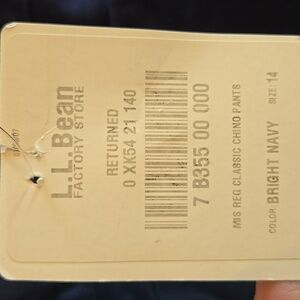 L.L.Bean
FACTORY STORE
RETURNED
0 XK54 21 140
7 B355 00 000
MIS REG CLASSIC CHINO PANTS
COLOR BRIGHT NAVY SIZE 14